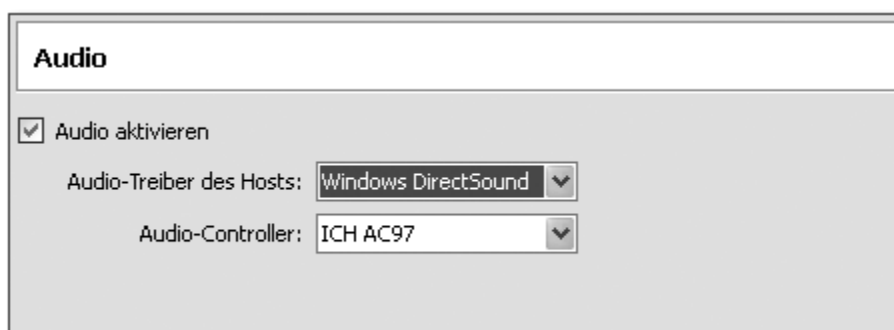 Audio
Audio aktivieren
Audio-Treiber des Hosts: Windows DirectSound
Audio-Controller: ICH AC97